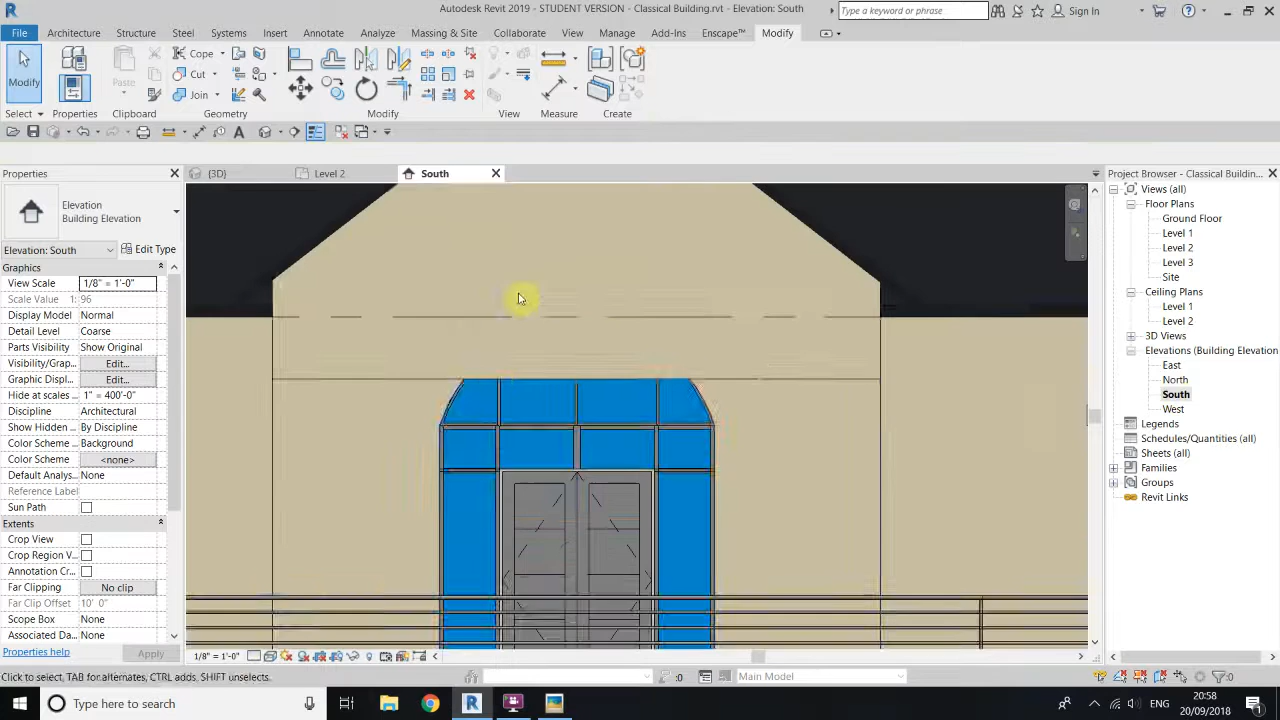 Autodesk Revit 2019 - STUDENT VERSION - Classical Building.rvt - Elevation: South
Type a keyword or phrase
Sign In
File
Architecture
Structure
Steel
Systems
Insert
Annotate
Analyze
Massing & Site
Collaborate
View
Manage
Add-Ins
Enscape™
Modify
Modify
Paste
Cope
Cut
Join
Select
Properties
Clipboard
Geometry
Modify
View
Measure
Create
(3D)
Level 2
South
Properties
Elevation
Building Elevation
Elevation: South
Edit Type
Graphics
View Scale
1/8" = 1'-0"
Scale Value 1:
96
Display Model
Normal
Detail Level
Coarse
Parts Visibility
Show Original
Visibility/Grap...
Edit...
Graphic Displ...
Edit...
Hide at scales ...
1" = 400'-0"
Discipline
Architectural
Show Hidden ...
By Discipline
Color Scheme ...
Background
Color Scheme
<none>
Default Analys...
None
Reference Label
Sun Path
Extents
Crop View
Crop Region V...
Annotation Cr...
Far Clipping
No clip
Far Clip Offset
10' 0"
Scope Box
None
Associated Da...
None
Properties help
Apply
Project Browser - Classical Buildin...
Views (all)
Floor Plans
Ground Floor
Level 1
Level 2
Level 3
Site
Ceiling Plans
Level 1
Level 2
3D Views
Elevations (Building Elevation
East
North
South
West
Legends
Schedules/Quantities (all)
Sheets (all)
Families
Groups
Revit Links
1/8" = 1'-0"
Click to select, TAB for alternates, CTRL adds, SHIFT unselects.
:0
Main Model
:0
Type here to search
ENG
20:58
20/09/2018